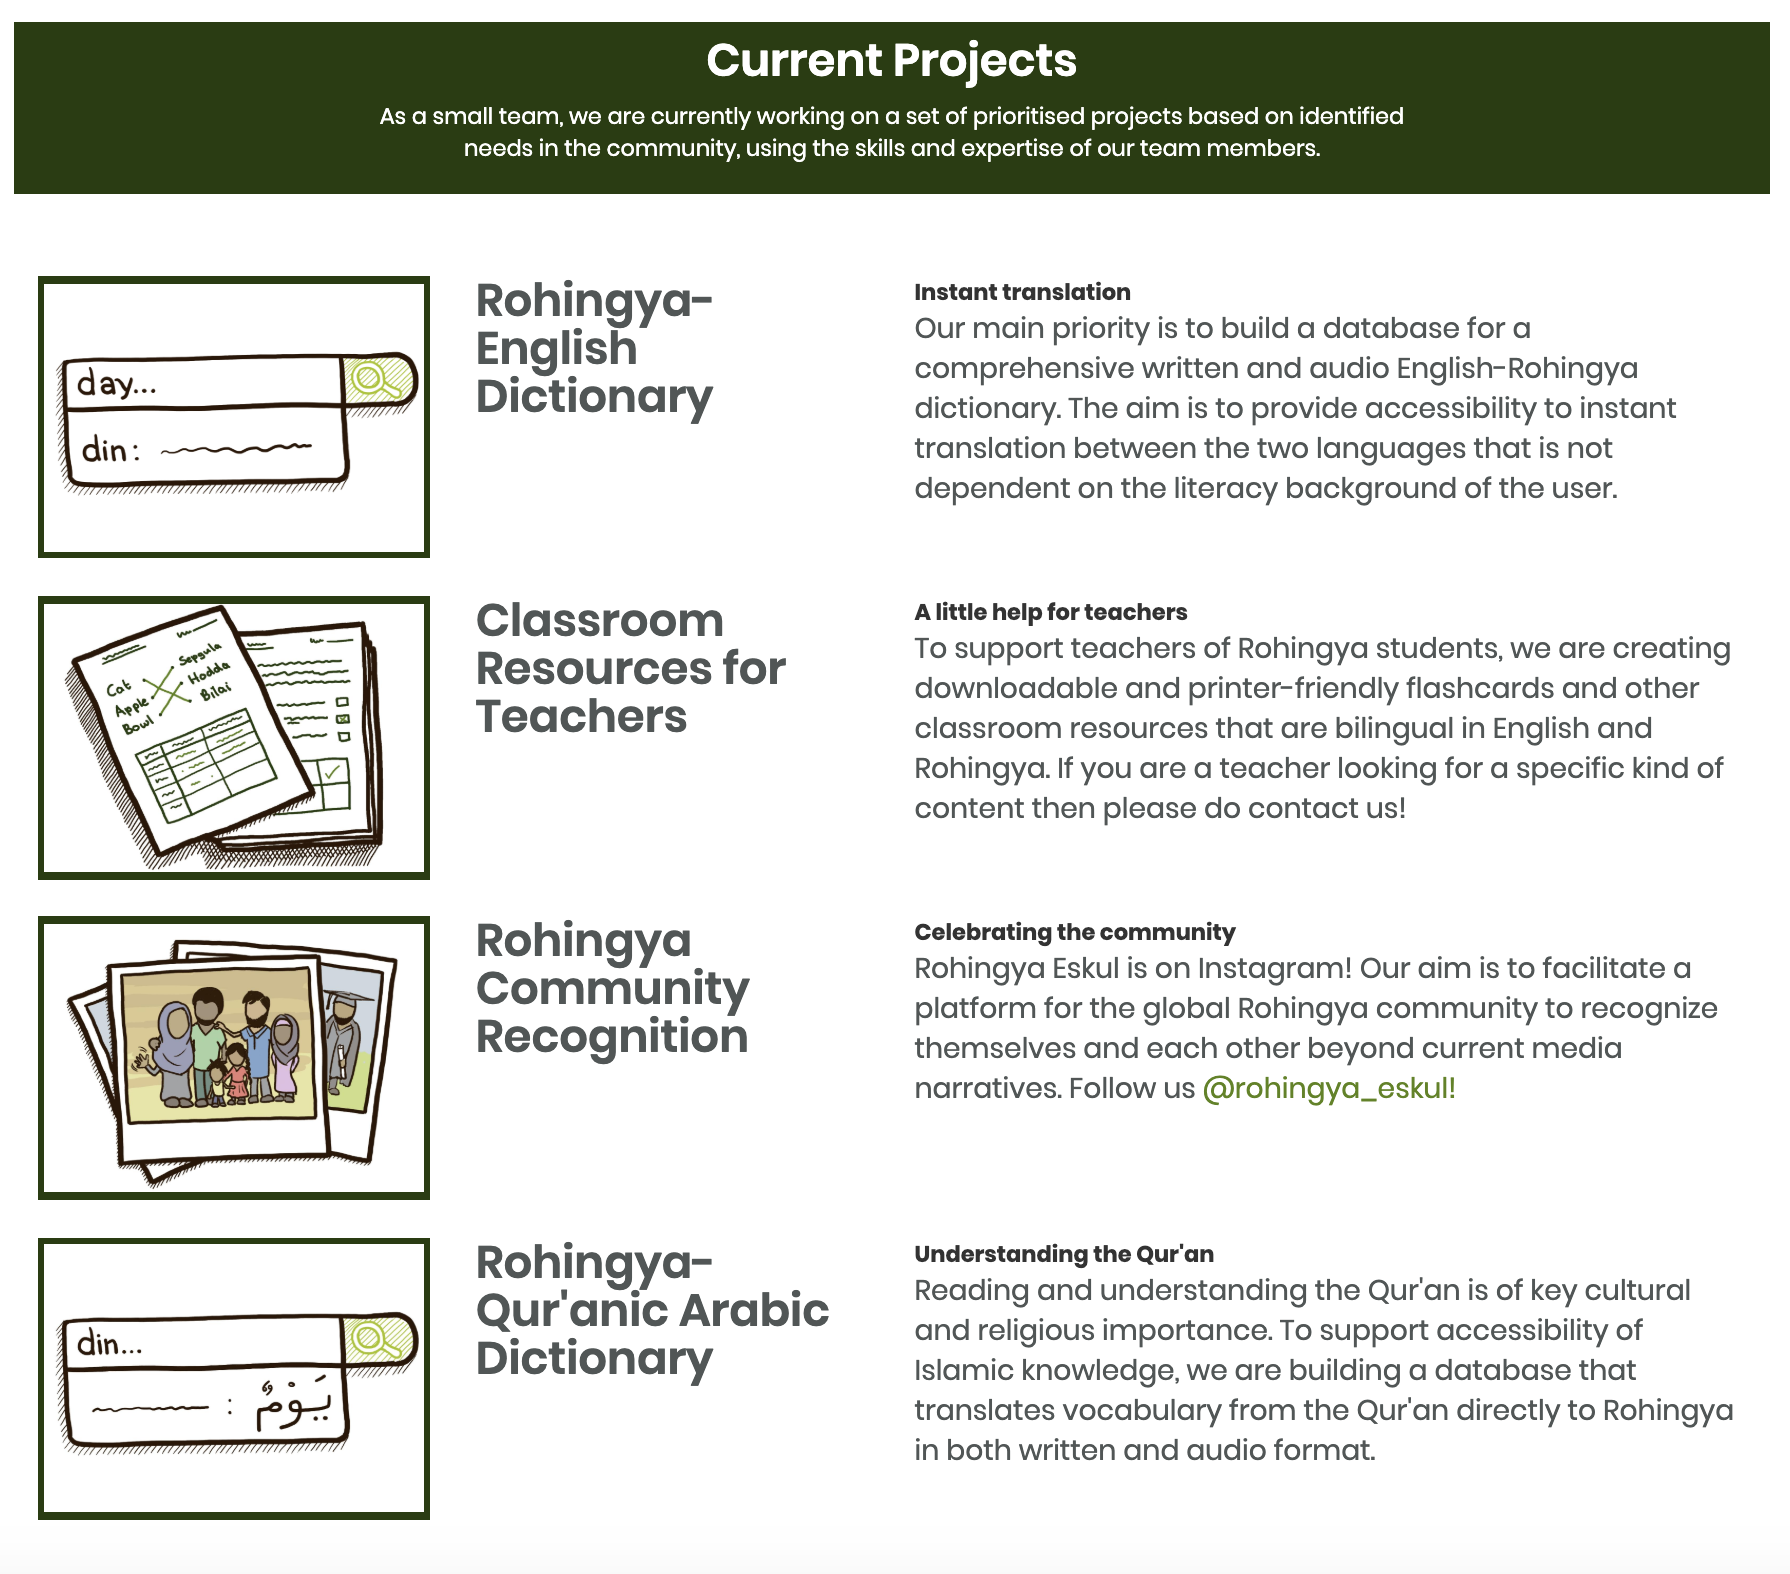 Current Projects
As a small team, we are currently working on a set of prioritised projects based on identified
needs in the community, using the skills and expertise of our team members.
day...
din:
Rohingya-
English
Dictionary
Instant translation
Our main priority is to build a database for a
comprehensive written and audio English-Rohingya
dictionary. The aim is to provide accessibility to instant
translation between the two languages that is not
dependent on the literacy background of the user.
Cat
Apple
Bowl
Sepgula
Hodda
Bilai
Classroom
Resources for
Teachers
A little help for teachers
To support teachers of Rohingya students, we are creating
downloadable and printer-friendly flashcards and other
classroom resources that are bilingual in English and
Rohingya. If you are a teacher looking for a specific kind of
content then please do contact us!
Rohingya
Community
Recognition
Celebrating the community
Rohingya Eskul is on Instagram! Our aim is to facilitate a
platform for the global Rohingya community to recognize
themselves and each other beyond current media
narratives. Follow us @rohingya_eskul!
din...
يَوْمٌ :
Rohingya-
Qur'anic Arabic
Dictionary
Understanding the Qur'an
Reading and understanding the Qur'an is of key cultural
and religious importance. To support accessibility of
Islamic knowledge, we are building a database that
translates vocabulary from the Qur'an directly to Rohingya
in both written and audio format.